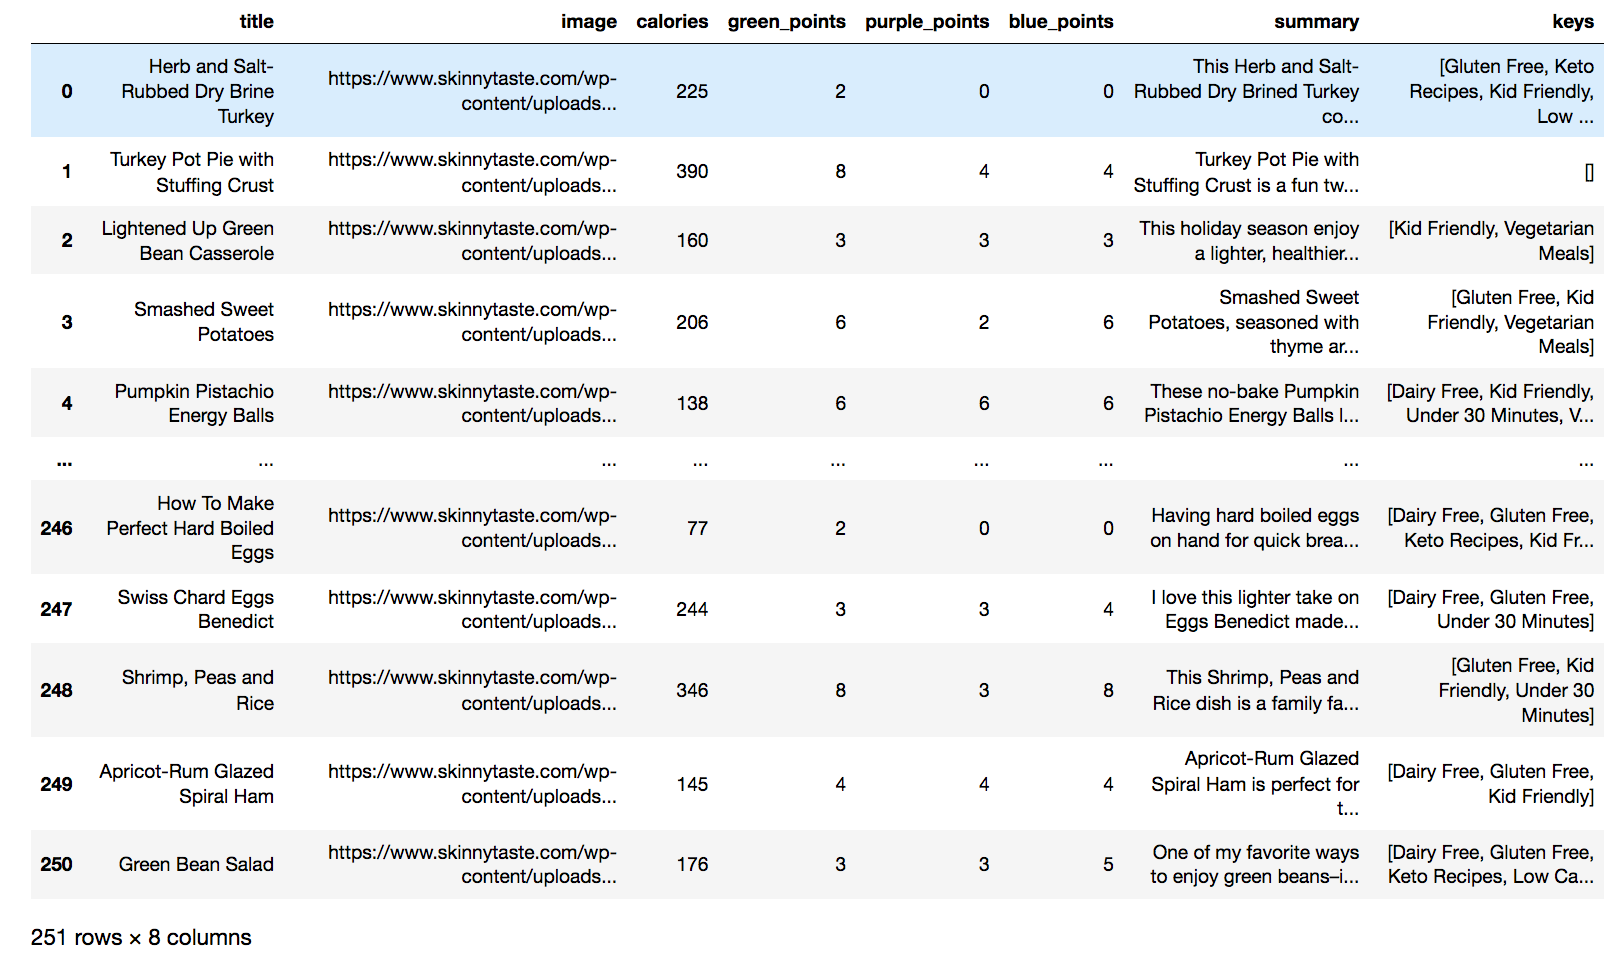 title image calories green_points purple_points blue_points summary keys
0 Herb and Salt-Rubbed Dry Brine Turkey https://www.skinnytaste.com/wp-content/uploads... 225 2 0 0 This Herb and Salt-Rubbed Dry Brined Turkey co... [Gluten Free, Keto Recipes, Kid Friendly, Low ...
1 Turkey Pot Pie with Stuffing Crust https://www.skinnytaste.com/wp-content/uploads... 390 8 4 4 Turkey Pot Pie with Stuffing Crust is a fun tw... []
2 Lightened Up Green Bean Casserole https://www.skinnytaste.com/wp-content/uploads... 160 3 3 3 This holiday season enjoy a lighter, healthier... [Kid Friendly, Vegetarian Meals]
3 Smashed Sweet Potatoes https://www.skinnytaste.com/wp-content/uploads... 206 6 2 6 Smashed Sweet Potatoes, seasoned with thyme ar... [Gluten Free, Kid Friendly, Vegetarian Meals]
4 Pumpkin Pistachio Energy Balls https://www.skinnytaste.com/wp-content/uploads... 138 6 6 6 These no-bake Pumpkin Pistachio Energy Balls l... [Dairy Free, Kid Friendly, Under 30 Minutes, V...
... ... ... ... ... ... ... ... ...
246 How To Make Perfect Hard Boiled Eggs https://www.skinnytaste.com/wp-content/uploads... 77 2 0 0 Having hard boiled eggs on hand for quick brea... [Dairy Free, Gluten Free, Keto Recipes, Kid Fr...
247 Swiss Chard Eggs Benedict https://www.skinnytaste.com/wp-content/uploads... 244 3 3 4 I love this lighter take on Eggs Benedict made... [Dairy Free, Gluten Free, Under 30 Minutes]
248 Shrimp, Peas and Rice https://www.skinnytaste.com/wp-content/uploads... 346 8 3 8 This Shrimp, Peas and Rice dish is a family fa... [Gluten Free, Kid Friendly, Under 30 Minutes]
249 Apricot-Rum Glazed Spiral Ham https://www.skinnytaste.com/wp-content/uploads... 145 4 4 4 Apricot-Rum Glazed Spiral Ham is perfect for t... [Dairy Free, Gluten Free, Kid Friendly]
250 Green Bean Salad https://www.skinnytaste.com/wp-content/uploads... 176 3 3 5 One of my favorite ways to enjoy green beans–i... [Dairy Free, Gluten Free, Keto Recipes, Low Ca...
251 rows × 8 columns